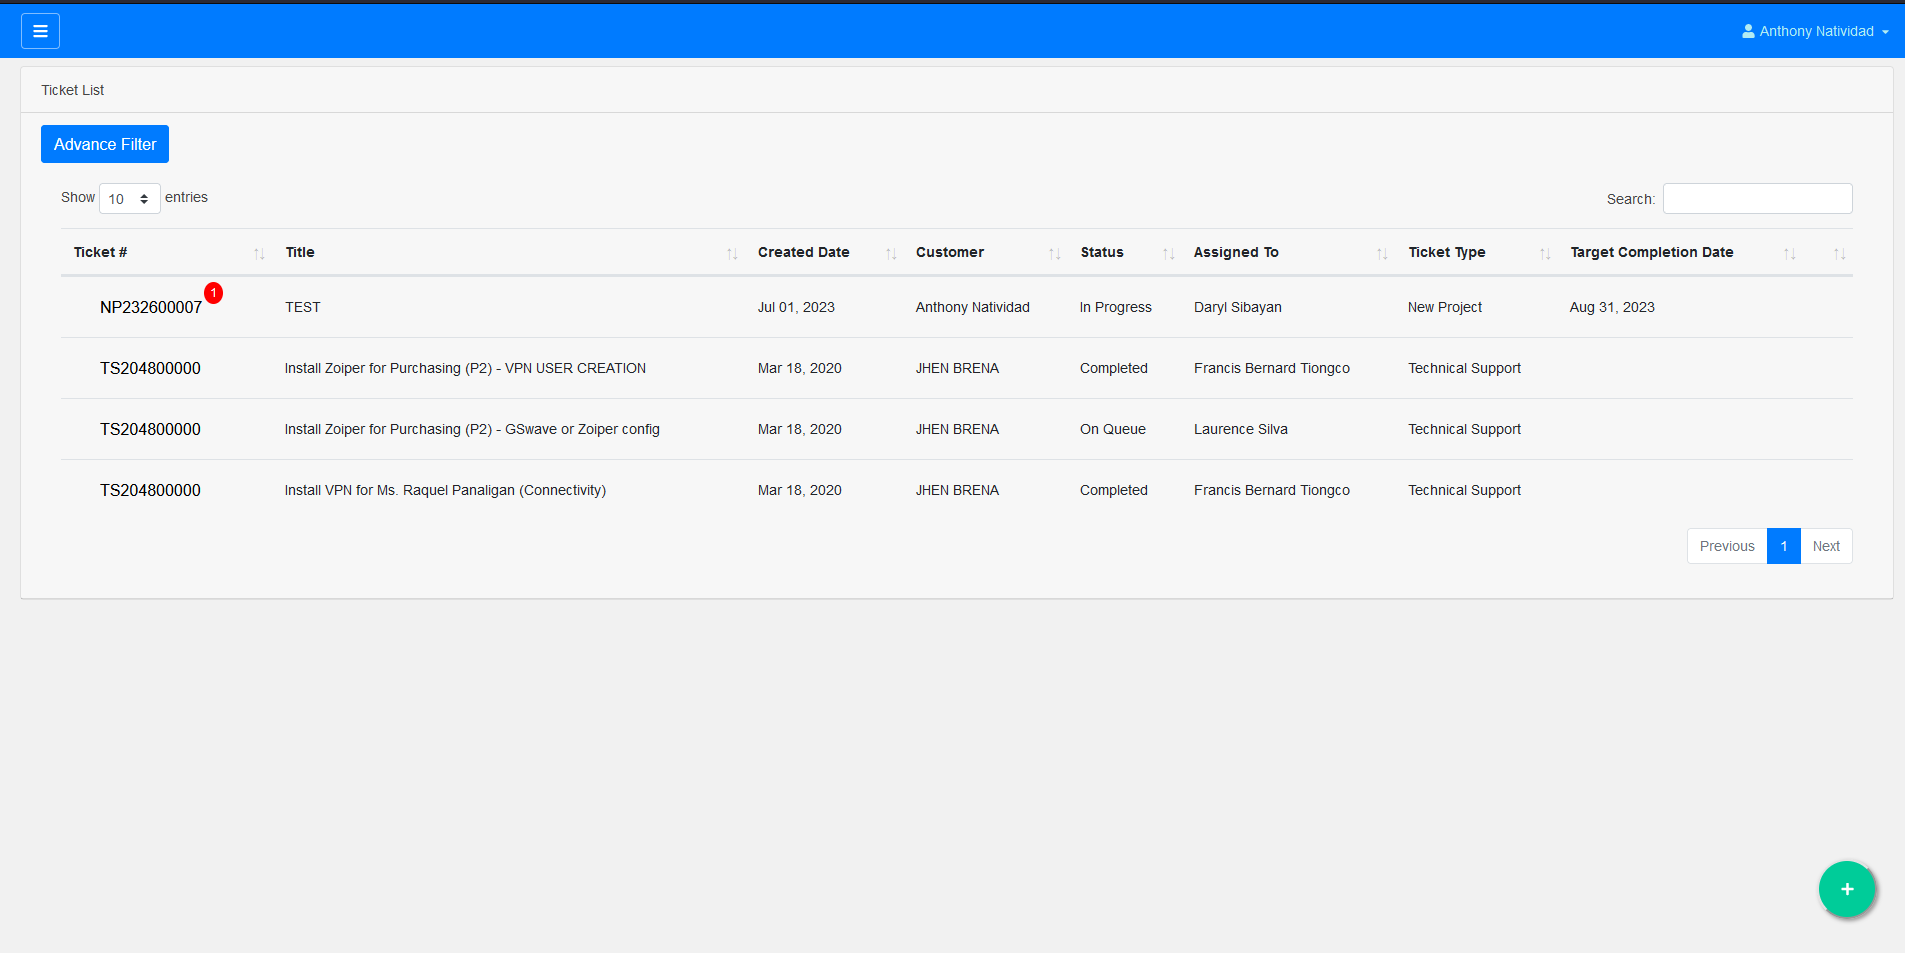 Anthony Natividad
Ticket List
Advance Filter
Show 10 entries Search:
Ticket # Title Created Date Customer Status Assigned To Ticket Type Target Completion Date
NP232600007 1 TEST Jul 01, 2023 Anthony Natividad In Progress Daryl Sibayan New Project Aug 31, 2023
TS204800000 Install Zoiper for Purchasing (P2) - VPN USER CREATION Mar 18, 2020 JHEN BRENA Completed Francis Bernard Tiongco Technical Support
TS204800000 Install Zoiper for Purchasing (P2) - GSwave or Zoiper config Mar 18, 2020 JHEN BRENA On Queue Laurence Silva Technical Support
TS204800000 Install VPN for Ms. Raquel Panaligan (Connectivity) Mar 18, 2020 JHEN BRENA Completed Francis Bernard Tiongco Technical Support
Previous 1 Next
+